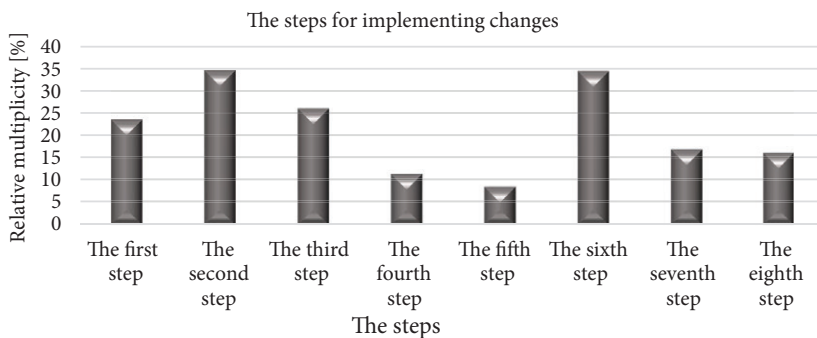 The steps for implementing changes
Relative multiplicity [%]
40
35
30
25
20
15
10
5
0
The first step
The second step
The third step
The fourth step
The fifth step
The sixth step
The seventh step
The eighth step
The steps